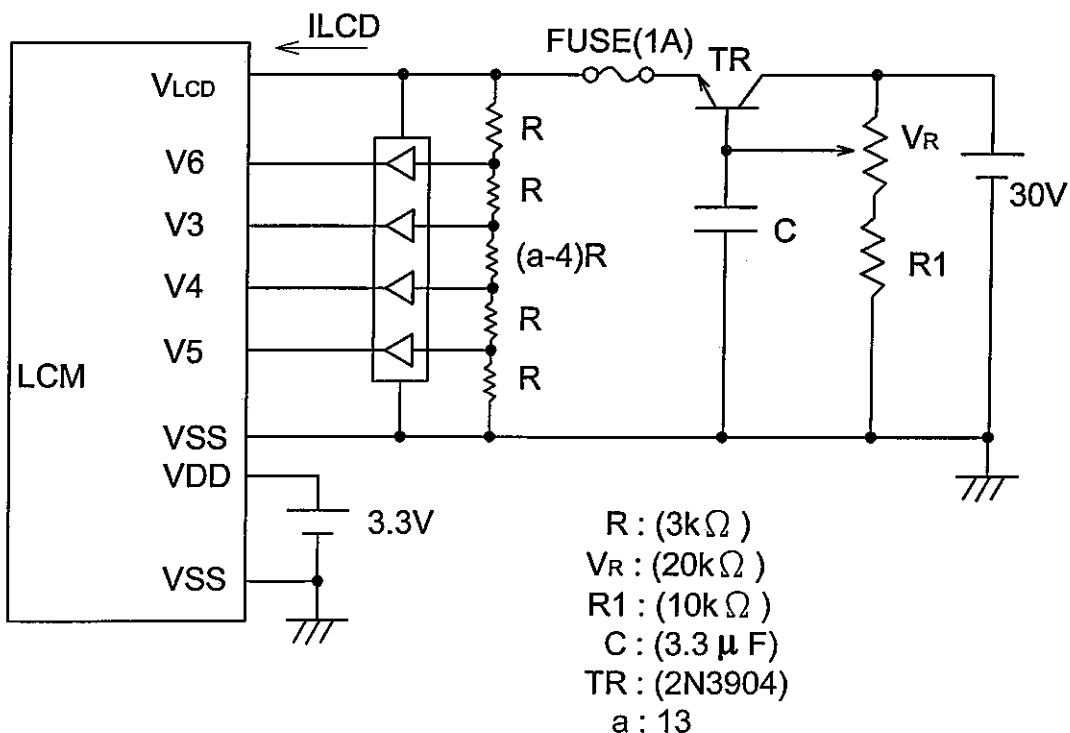 ILCD
FUSE(1A)
TR
VLCD
R
VR
V6
R
30V
V3
C
(a-4)R
R1
V4
R
V5
LCM
R
VSS
VDD
3.3V
VSS
R : (3kΩ)
VR : (20kΩ)
R1 : (10kΩ)
C : (3.3 μ F)
TR : (2N3904)
a : 13